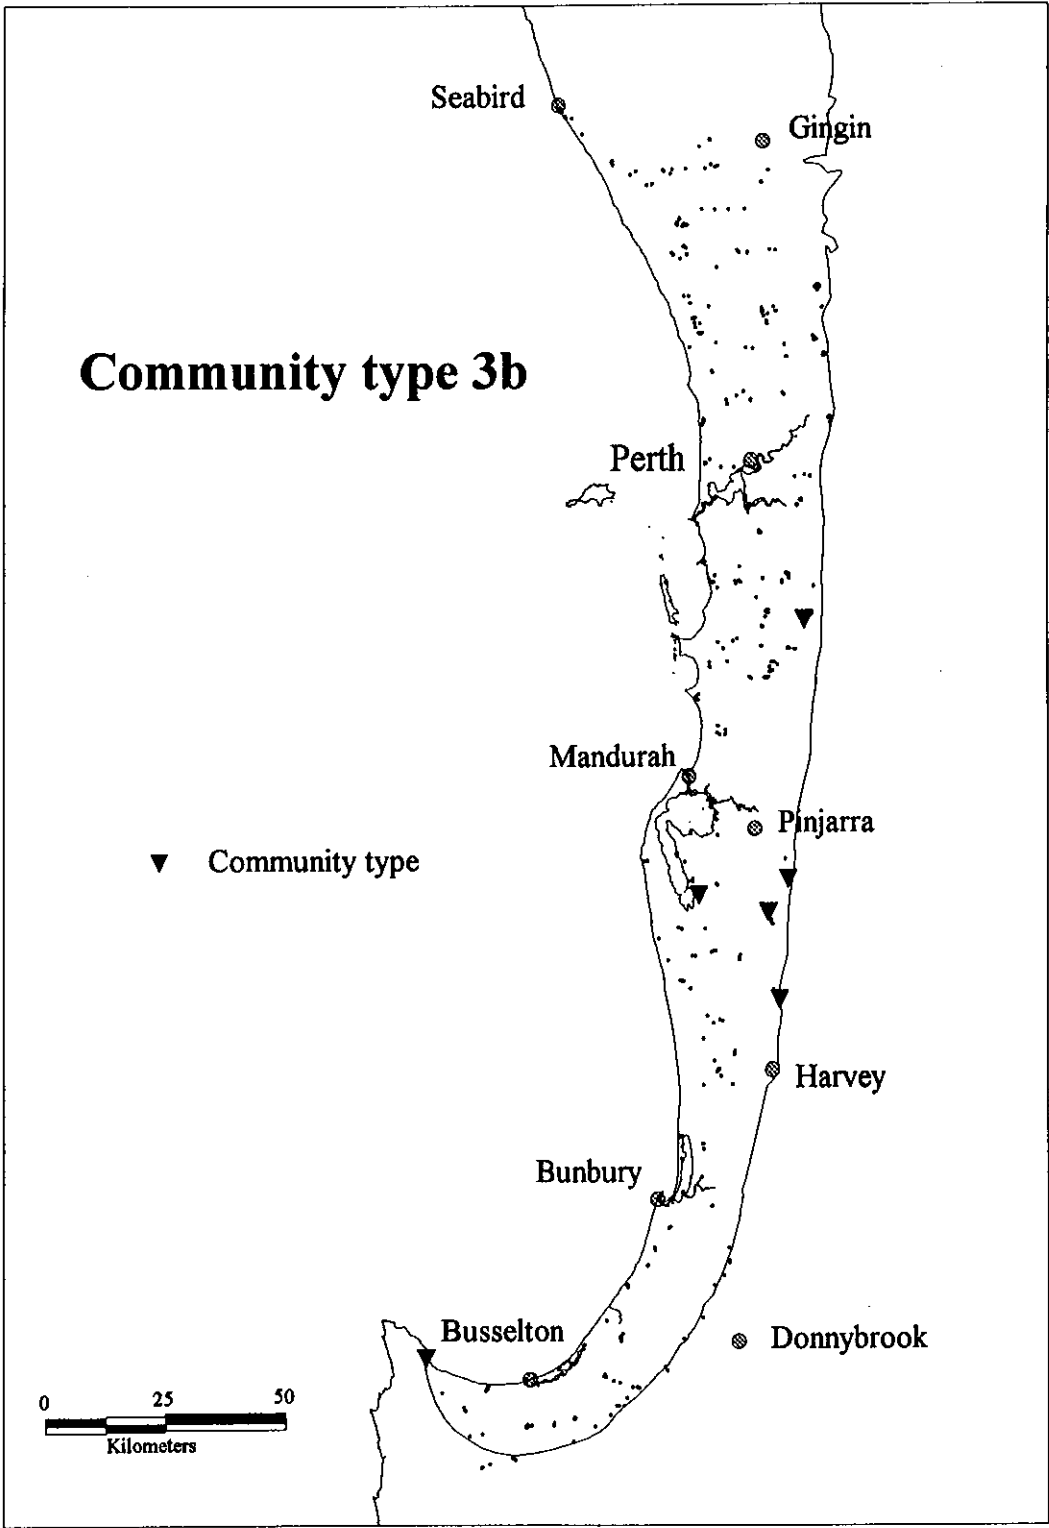 Seabird
Gingin
Community type 3b
Perth
Mandurah
Pinjarra
Community type
Harvey
Bunbury
Busselton
Donnybrook
0 25 50
Kilometers